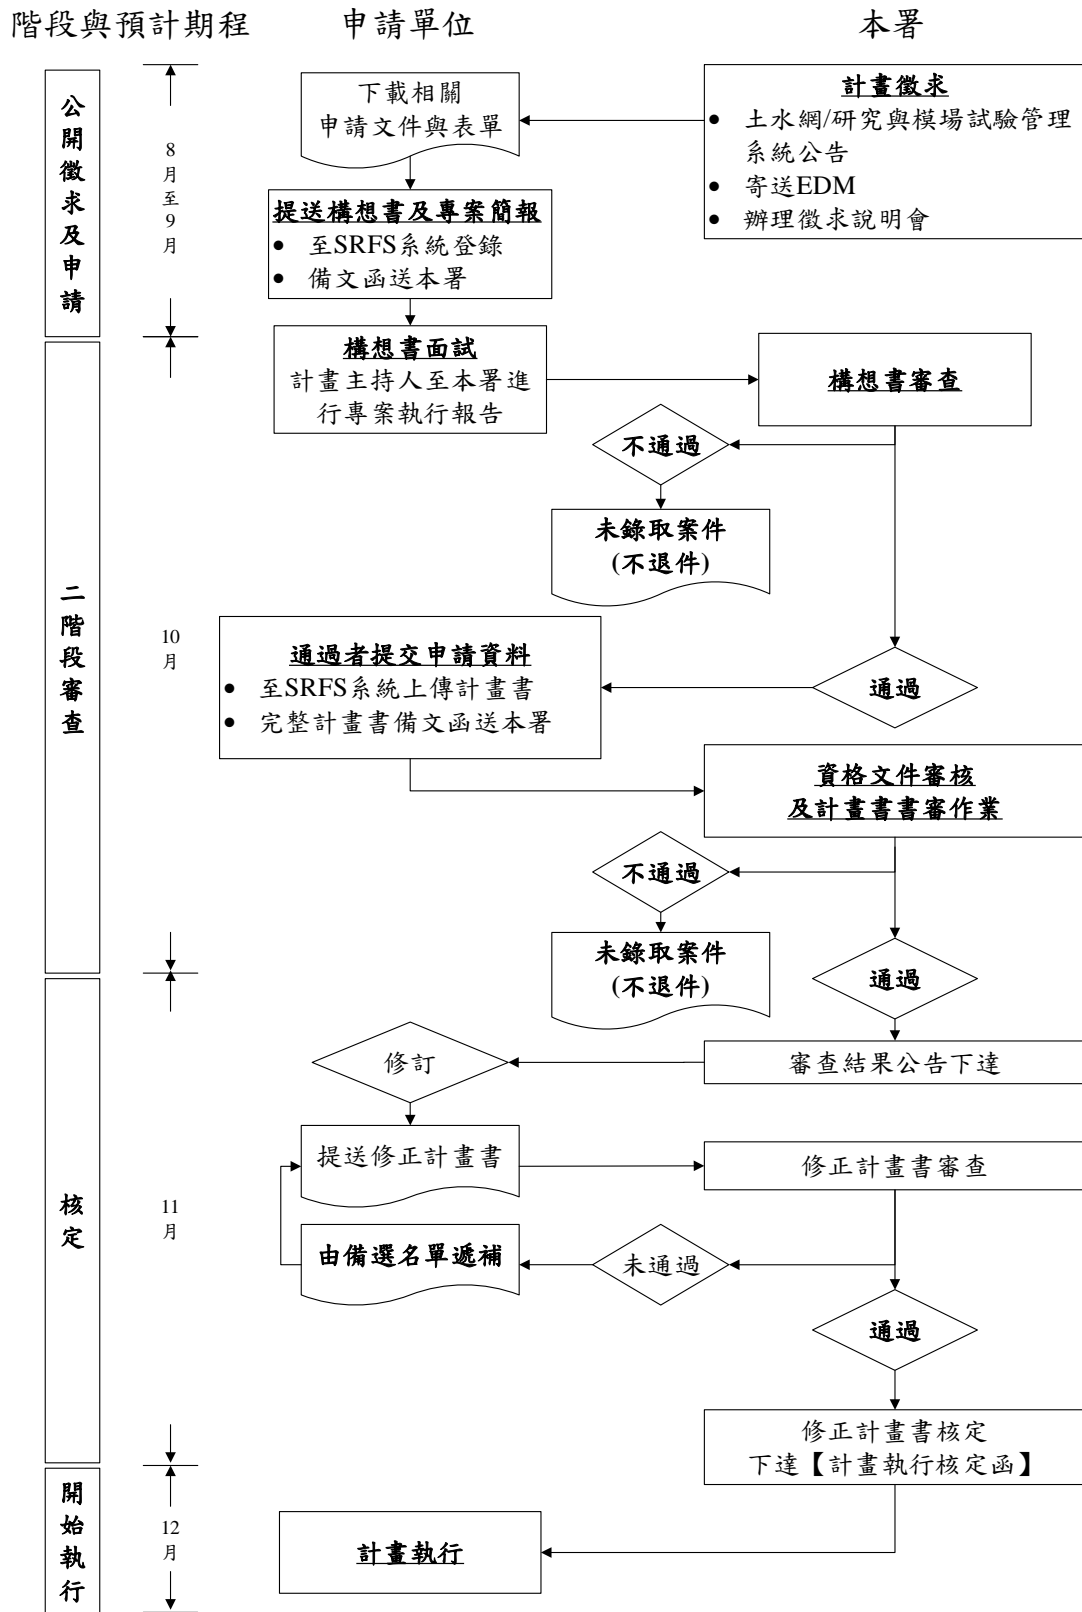 階段與預計期程
申請單位
本署
公開徵求及申請
8月至9月
下載相關
申請文件與表單
計畫徵求
• 土水網/研究與模場試驗管理
系統公告
• 寄送EDM
• 辦理徵求說明會
提送構想書及專案簡報
• 至SRFS系統登錄
• 備文函送本署
二階段審查
10月
構想書面試
計畫主持人至本署進
行專案執行報告
構想書審查
不通過
未錄取案件
(不退件)
通過
通過者提交申請資料
• 至SRFS系統上傳計畫書
• 完整計畫書備文函送本署
資格文件審核
及計畫書書審作業
不通過
未錄取案件
(不退件)
通過
核定
11月
審查結果公告下達
修訂
提送修正計畫書
修正計畫書審查
由備選名單遞補
未通過
通過
修正計畫書核定
下達【計畫執行核定函】
開始執行
12月
計畫執行